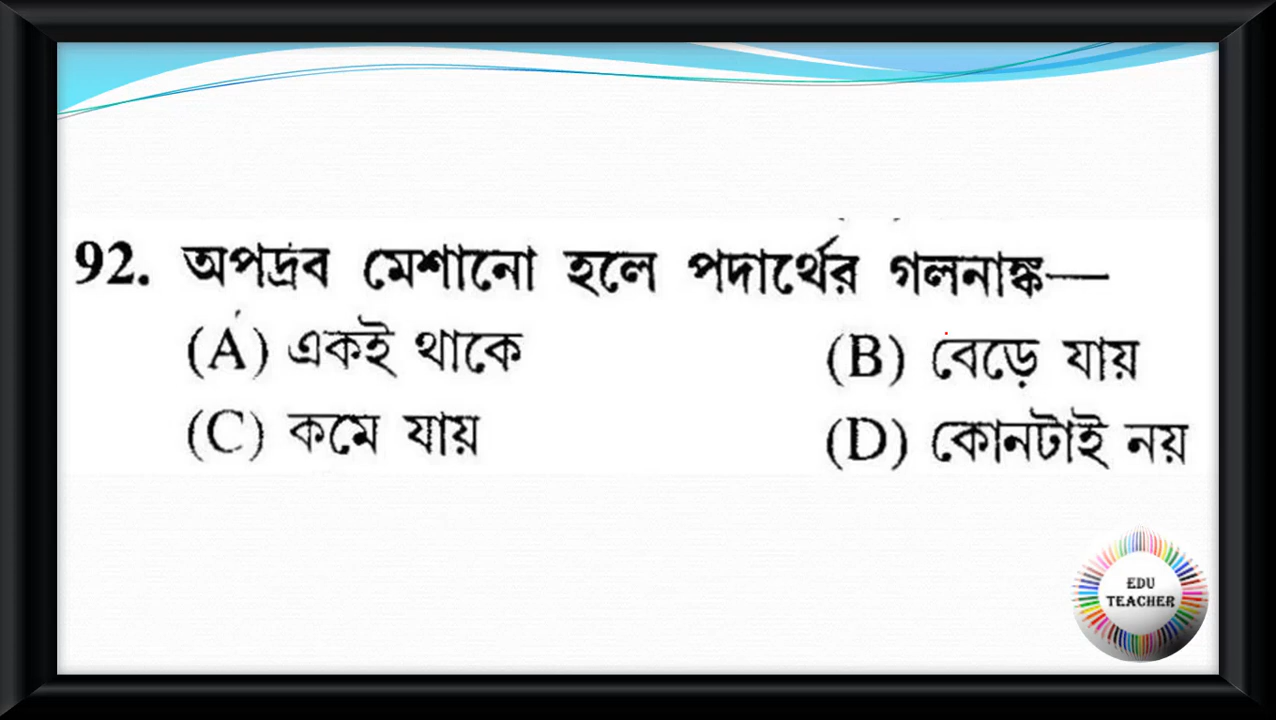 92. অপদ্রব মেশানো হলে পদার্থের গলনাঙ্ক—
(A) একই থাকে (B) বেড়ে যায়
(C) কমে যায় (D) কোনটাই নয়
EDU
TEACHER